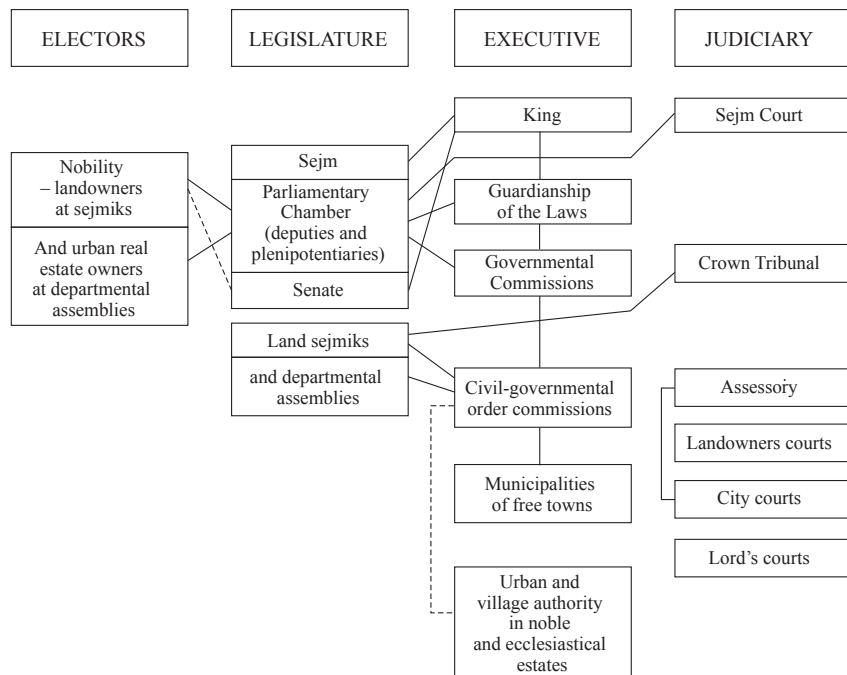 ELECTORS
LEGISLATURE
EXECUTIVE
JUDICIARY
Nobility
– landowners
at sejmiks
And urban real
estate owners
at departmental
assemblies
Sejm
Parliamentary
Chamber
(deputies and
plenipotentiaries)
Senate
Land sejmiks
and departmental
assemblies
King
Guardianship
of the Laws
Governmental
Commissions
Civil-governmental
order commissions
Municipalities
of free towns
Urban and
village authority
in noble
and ecclesiastical
estates
Sejm Court
Crown Tribunal
Assessory
Landowners courts
City courts
Lord’s courts